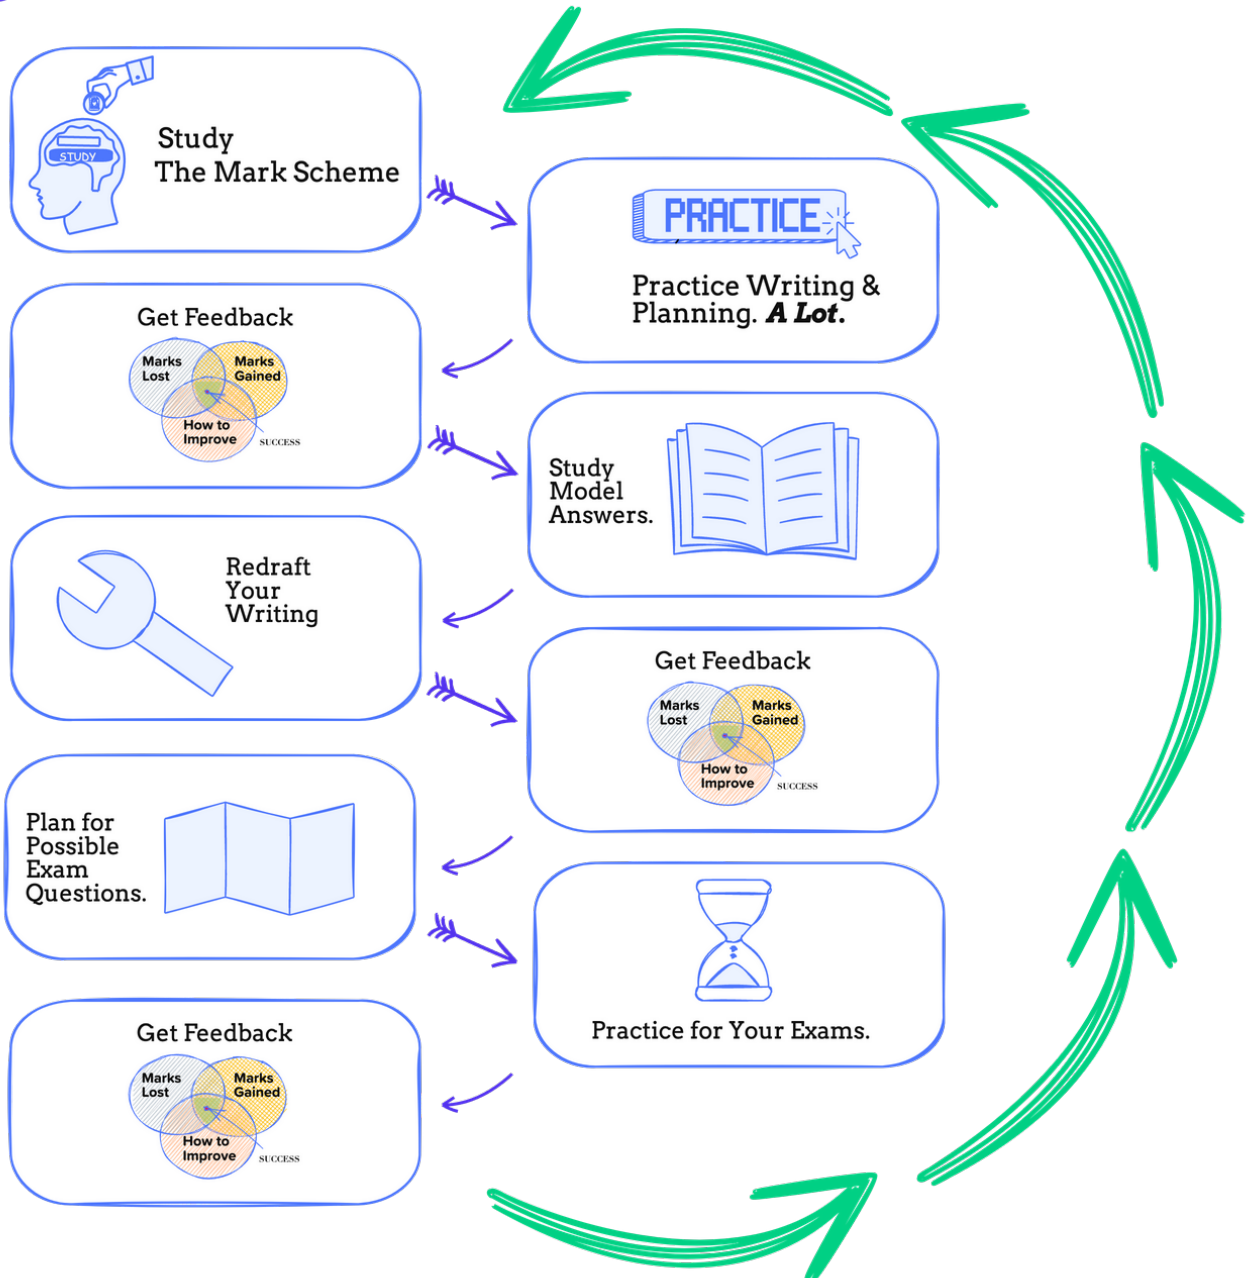 STUDY
Study
The Mark Scheme
PRACTICE
Practice Writing &
Planning. A Lot.
Get Feedback
Marks
Lost
Marks
Gained
How to
Improve
SUCCESS
Study
Model
Answers.
Redraft
Your
Writing
Get Feedback
Marks
Lost
Marks
Gained
How to
Improve
SUCCESS
Plan for
Possible
Exam
Questions.
Practice for Your Exams.
Get Feedback
Marks
Lost
Marks
Gained
How to
Improve
SUCCESS